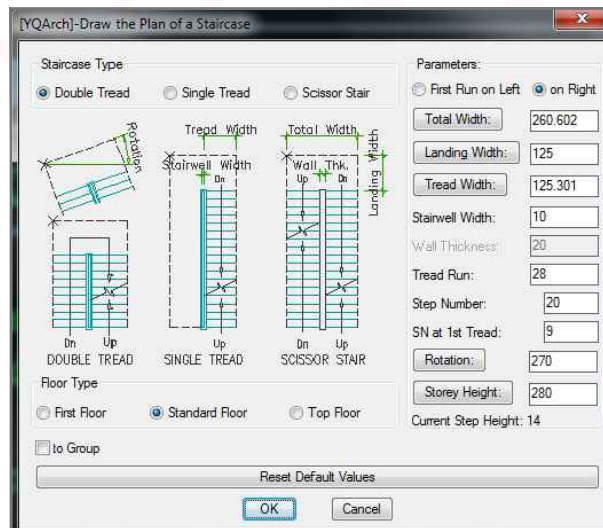 [YQArch]-Draw the Plan of a Staircase
Staircase Type
Double Tread
Single Tread
Scissor Stair
Rotation
Tread Width
Stairwell Width
Dn
Up
Total Width
Wall Thk.
Up
Dn
Landing Width
Dn
Up
Up
Dn
Up
DOUBLE TREAD
SINGLE TREAD
SCISSOR STAIR
Floor Type
First Floor
Standard Floor
Top Floor
to Group
Parameters:
First Run on Left
on Right
Total Width: 260.602
Landing Width: 125
Tread Width: 125.301
Stairwell Width: 10
Wall Thickness: 20
Tread Run: 28
Step Number: 20
SN at 1st Tread: 9
Rotation: 270
Storey Height: 280
Current Step Height: 14
Reset Default Values
OK
Cancel